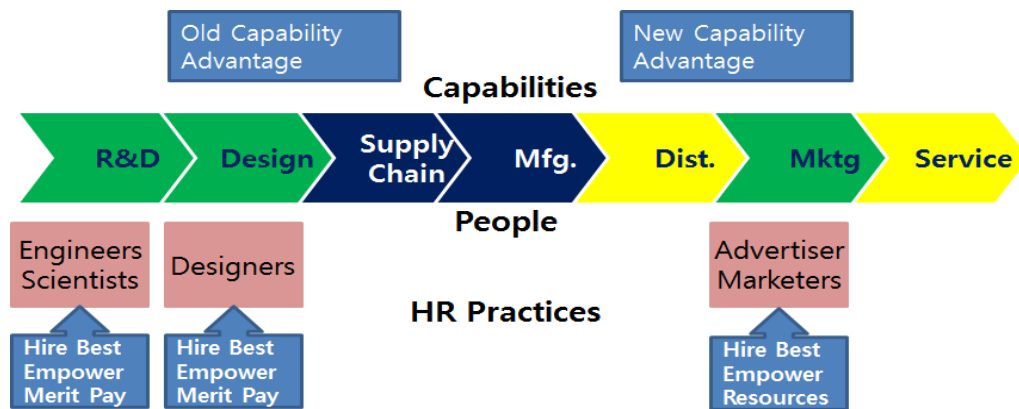 Old Capability
Advantage
New Capability
Advantage
Capabilities
R&D
Design
Supply
Chain
Mfg.
Dist.
Mktg
Service
People
Engineers
Scientists
Designers
Advertiser
Marketers
HR Practices
Hire Best
Empower
Merit Pay
Hire Best
Empower
Merit Pay
Hire Best
Empower
Resources